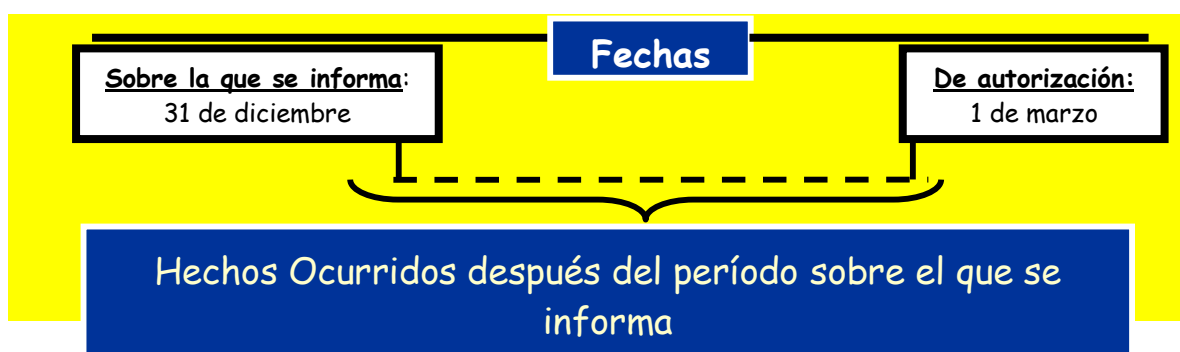 Fechas
Sobre la que se informa:
31 de diciembre
De autorización:
1 de marzo
Hechos Ocurridos después del período sobre el que se
informa